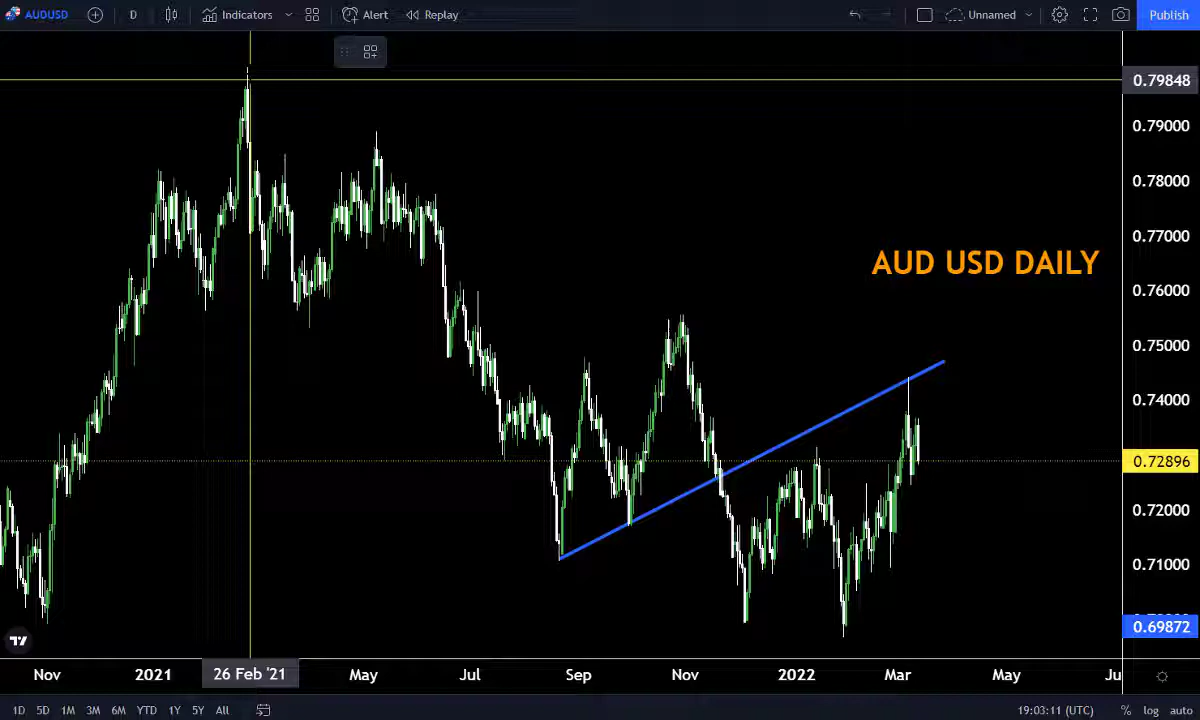 AUDUSD D Indicators Alert Replay Unnamed Publish
0.79848
0.79000
0.78000
0.77000
AUD USD DAILY
0.76000
0.75000
0.74000
0.72896
0.72000
0.71000
0.69872
Nov 2021 26 Feb '21 May Jul Sep Nov 2022 Mar May Ju
1D 5D 1M 3M 6M YTD 1Y 5Y All 19:03:11 (UTC) % log auto